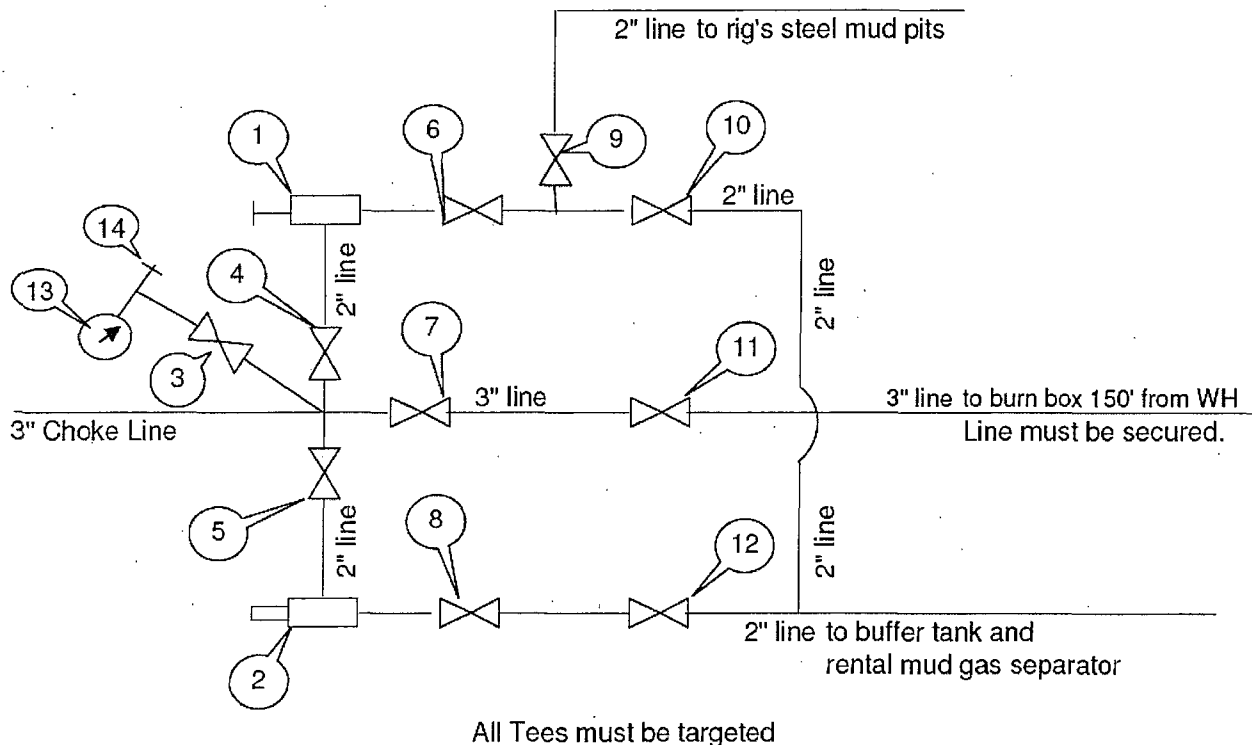 2" line to rig's steel mud pits
1
6
9
10
2" line
14
4
2" line
2" line
13
7
11
3
3" line
3" line to burn box 150' from WH
3" Choke Line
Line must be secured.
5
2" line
8
12
2" line
2" line to buffer tank and
rental mud gas separator
2
All Tees must be targeted